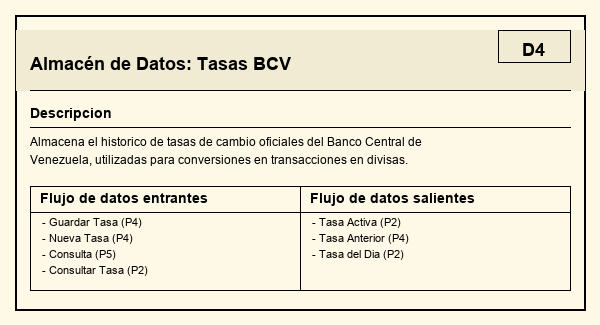 D4
Almacén de Datos: Tasas BCV
Descripcion
Almacena el historico de tasas de cambio oficiales del Banco Central de
Venezuela, utilizadas para conversiones en transacciones en divisas.
Flujo de datos entrantes
- Guardar Tasa (P4)
- Nueva Tasa (P4)
- Consulta (P5)
- Consultar Tasa (P2)
Flujo de datos salientes
- Tasa Activa (P2)
- Tasa Anterior (P4)
- Tasa del Dia (P2)